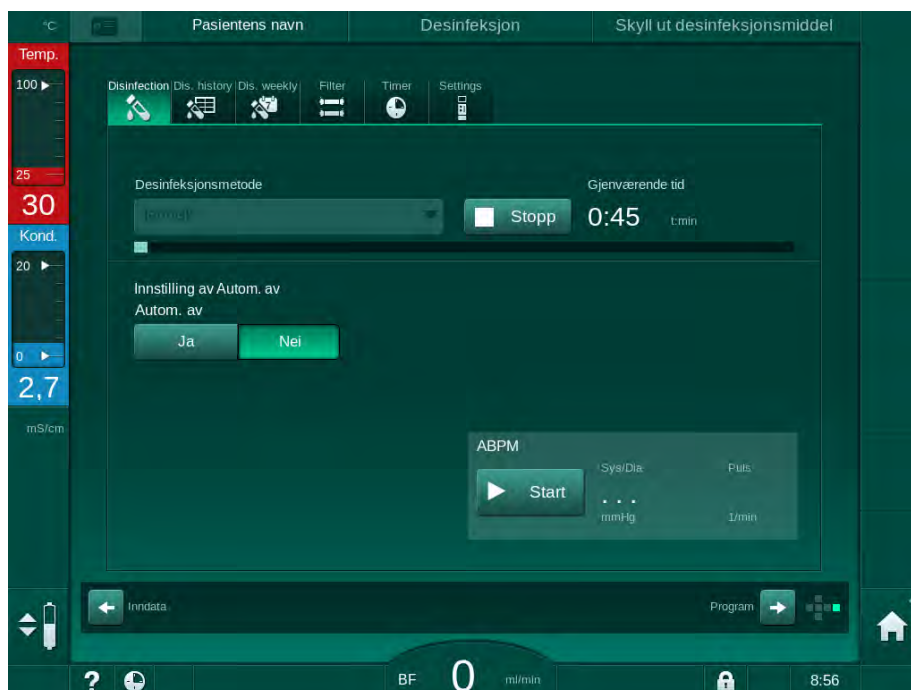 °C Pasientens navn Desinfeksjon Skyll ut desinfeksjonsmiddel
Temp.
100
Disinfection Dis. history Dis. weekly Filter Timer Settings
7
25
30
Desinfeksjonsmetode Gjenværende tid
Stopp 0:45 t:min
Kond.
20
Innstilling av Autom. av
Autom. av
Ja Nei
0
2,7
mS/cm
ABPM
Sys/Dia Puls
Start . . .
mmHg 1/min
Inndata Program
? BF 0 ml/min 8:56